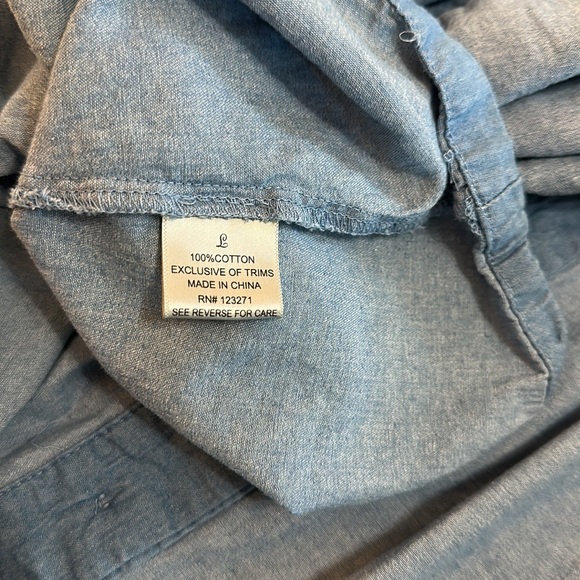 L
100%COTTON
EXCLUSIVE OF TRIMS
MADE IN CHINA
RN# 123271
SEE REVERSE FOR CARE